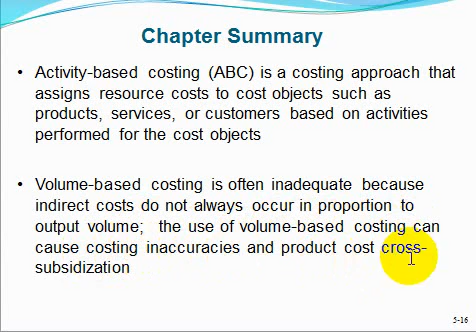 Chapter Summary
• Activity-based costing (ABC) is a costing approach that
assigns resource costs to cost objects such as
products, services, or customers based on activities
performed for the cost objects
• Volume-based costing is often inadequate because
indirect costs do not always occur in proportion to
output volume; the use of volume-based costing can
cause costing inaccuracies and product cost cross-
subsidization
5-16